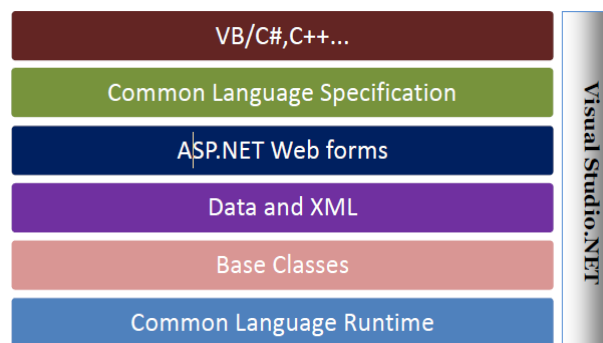 VB/C#,C++...
Common Language Specification
ASP.NET Web forms
Data and XML
Base Classes
Common Language Runtime
Visual Studio.NET